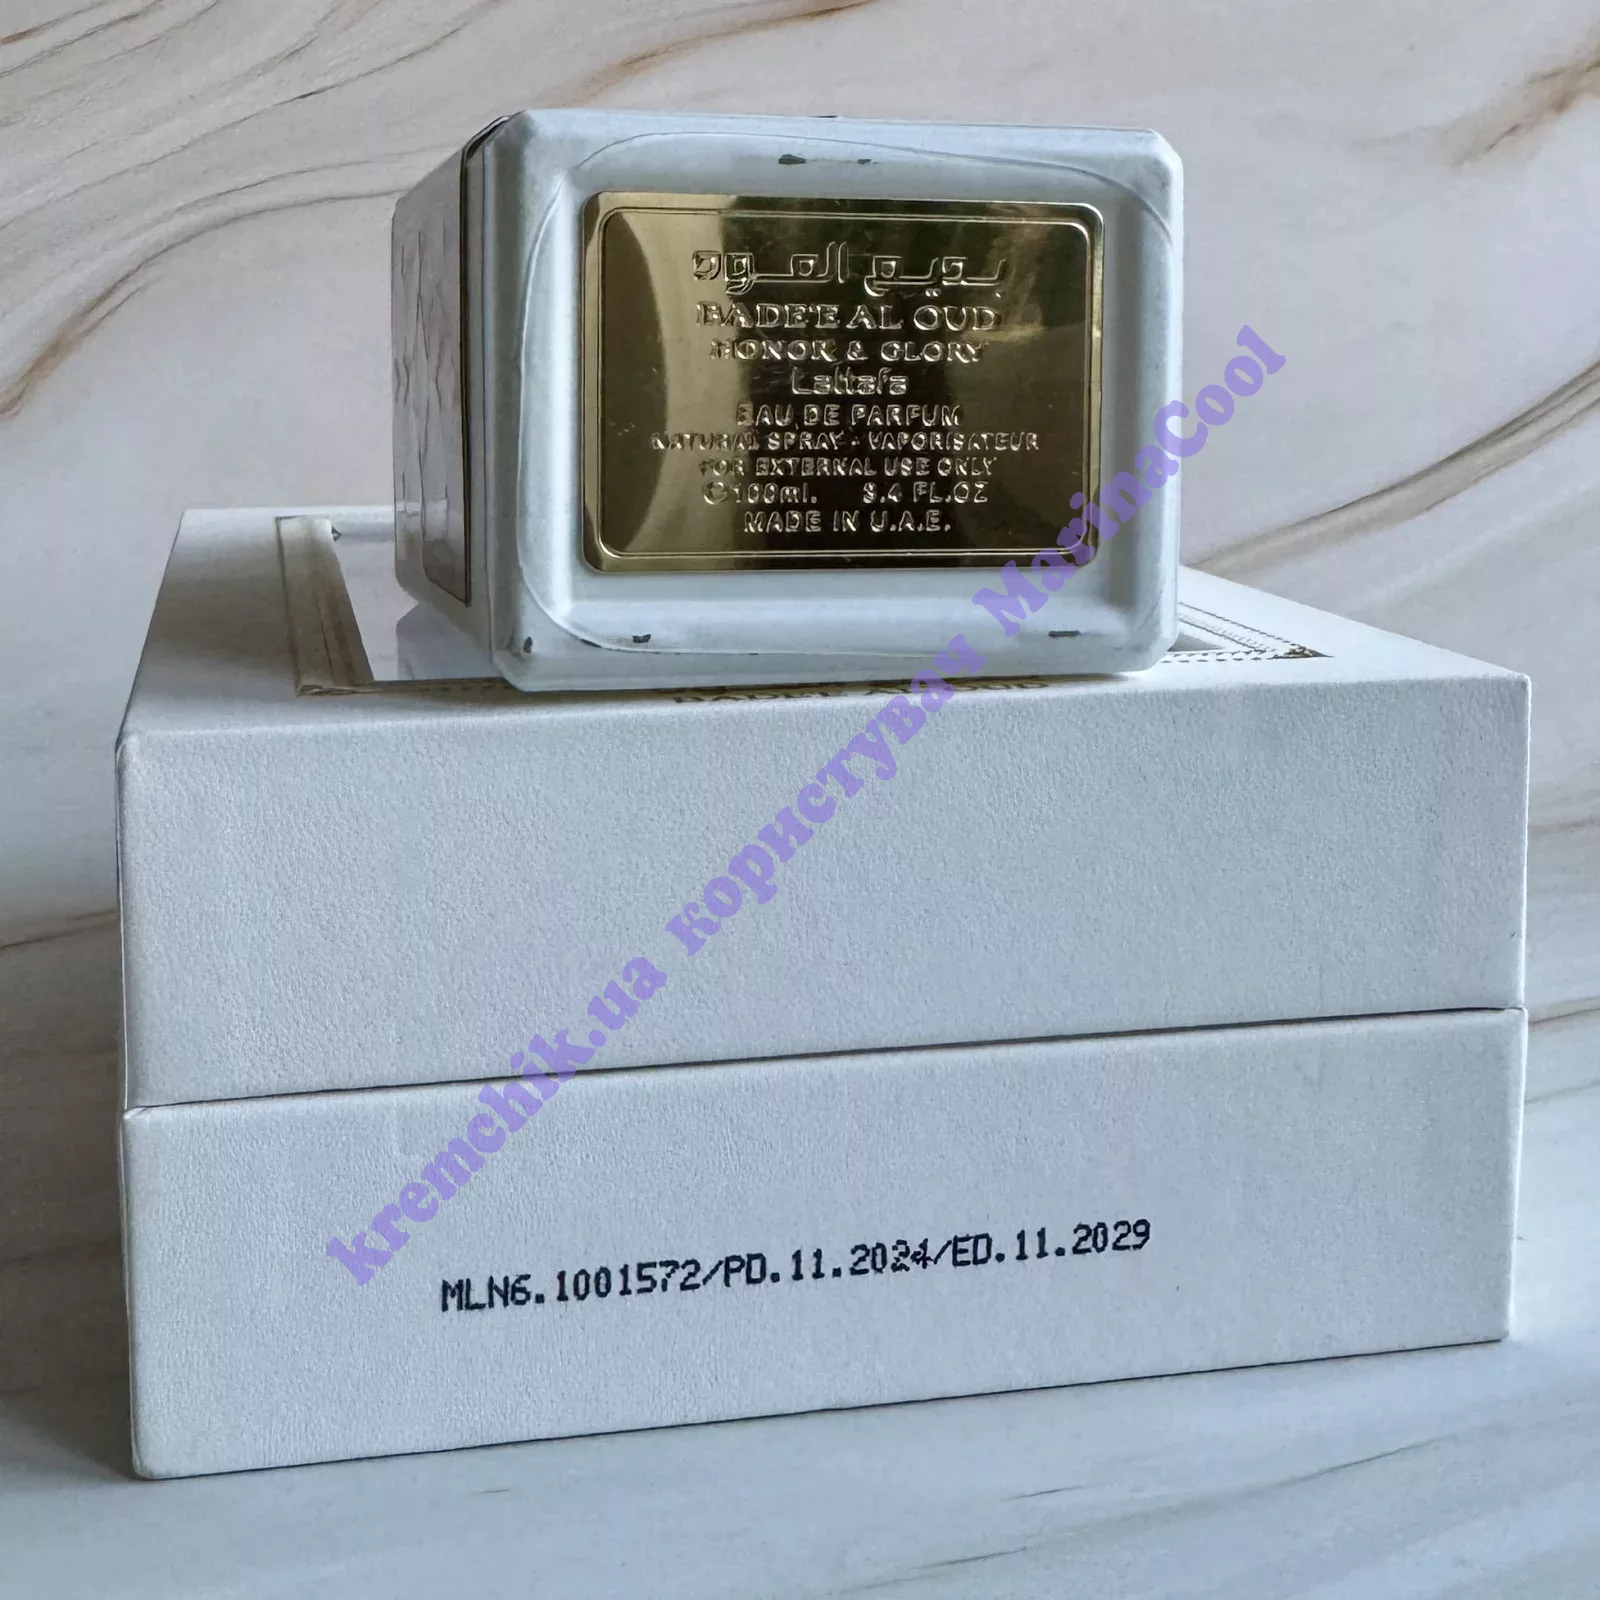 بديع العود
BADE'E AL OUD
HONOR & GLORY
Lattafa
EAU DE PARFUM
NATURAL SPRAY - VAPORISATEUR
FOR EXTERNAL USE ONLY
e 100ml. 3.4 FL.OZ
MADE IN U.A.E.
MLN6.1001572/PD.11.2024/ED.11.2029
kremchik.ua користувач MarinaCool